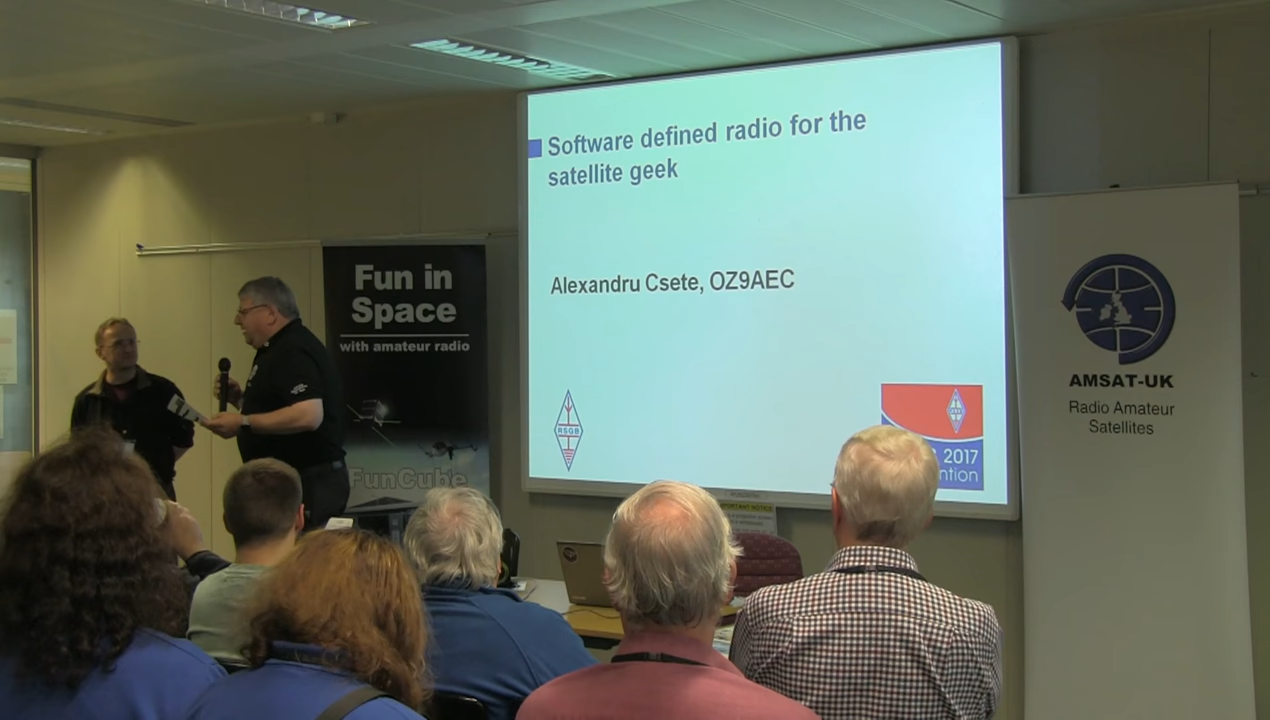 Software defined radio for the
satellite geek
Alexandru Csete, OZ9AEC
RSGB
2017
Fun in
Space
with amateur radio
FunCube
AMSAT-UK
Radio Amateur
Satellites